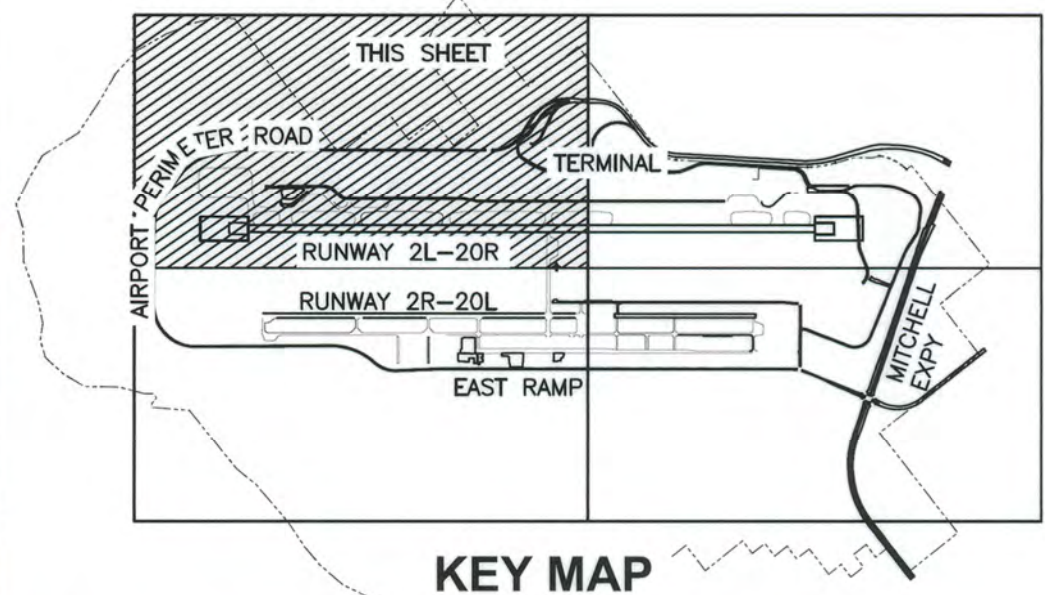 THIS SHEET
AIRPORT PERIMETER ROAD
TERMINAL
RUNWAY 2L-20R
RUNWAY 2R-20L
EAST RAMP
MITCHELL
EXPY
KEY MAP